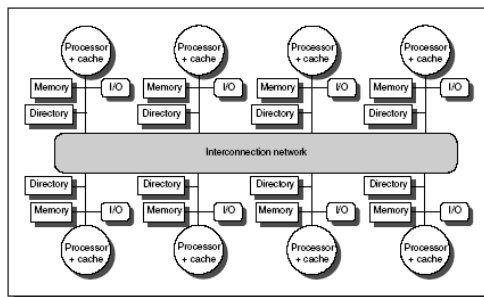 Processor
+ cache
Processor
+ cache
Processor
+ cache
Processor
+ cache
Memory I/O Memory I/O Memory I/O Memory I/O
Directory Directory Directory Directory
Interconnection network
Directory Directory Directory Directory
Memory I/O Memory I/O Memory I/O Memory I/O
Processor
+ cache
Processor
+ cache
Processor
+ cache
Processor
+ cache